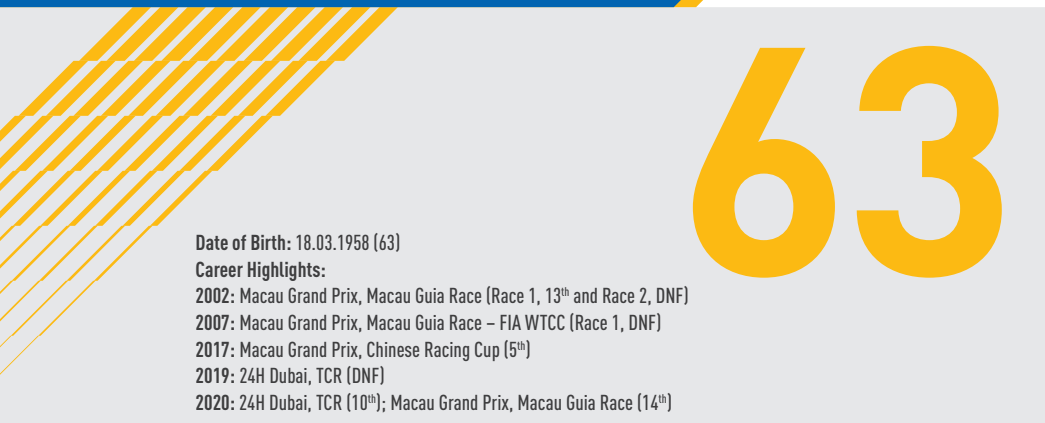 63
Date of Birth: 18.03.1958 (63)
Career Highlights:
2002: Macau Grand Prix, Macau Guia Race (Race 1, 13th and Race 2, DNF)
2007: Macau Grand Prix, Macau Guia Race – FIA WTCC (Race 1, DNF)
2017: Macau Grand Prix, Chinese Racing Cup (5th)
2019: 24H Dubai, TCR (DNF)
2020: 24H Dubai, TCR (10th); Macau Grand Prix, Macau Guia Race (14th)